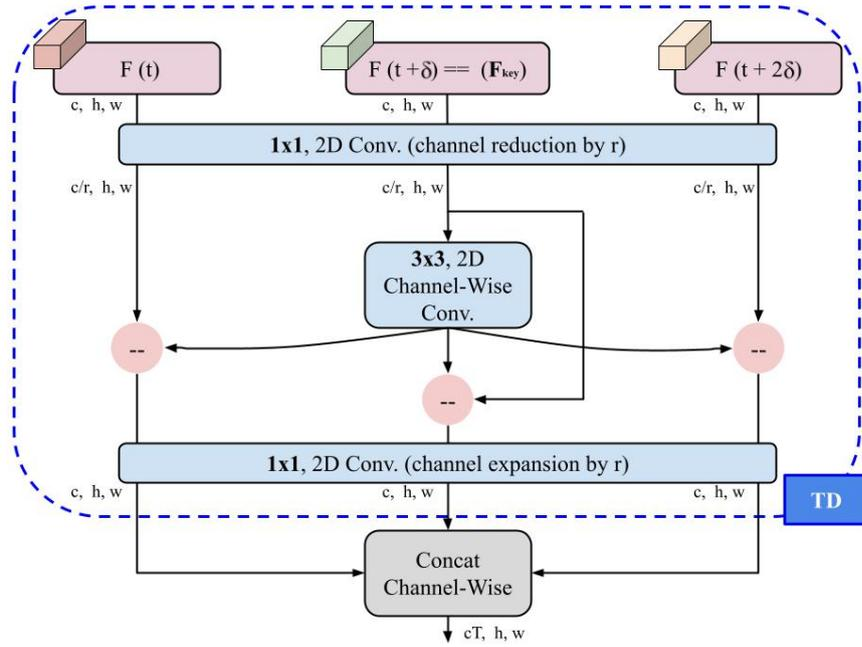 F (t)
F (t +δ) == (Fkey)
F (t + 2δ)
c, h, w
c, h, w
c, h, w
1x1, 2D Conv. (channel reduction by r)
c/r, h, w
c/r, h, w
c/r, h, w
3x3, 2D
Channel-Wise
Conv.
--
--
--
1x1, 2D Conv. (channel expansion by r)
c, h, w
c, h, w
c, h, w
TD
Concat
Channel-Wise
cT, h, w